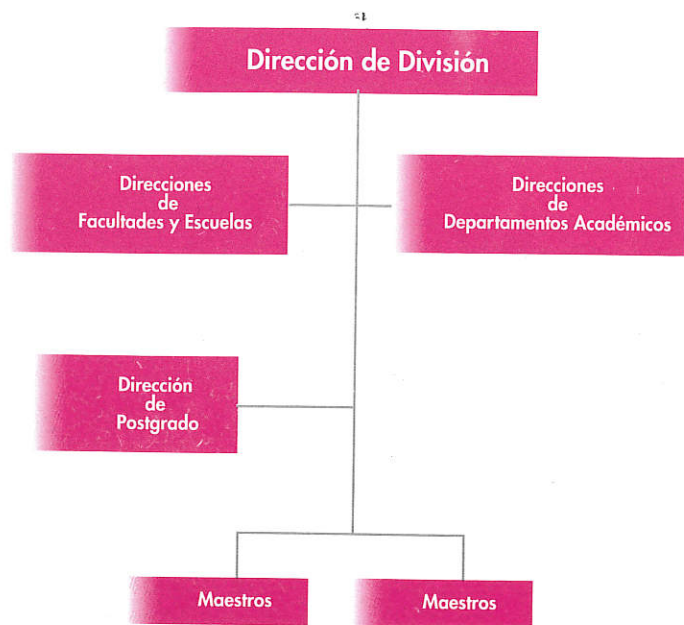 Dirección de División
Direcciones
de
Facultades y Escuelas
Direcciones
de
Departamentos Académicos
Dirección
de
Postgrado
Maestros
Maestros